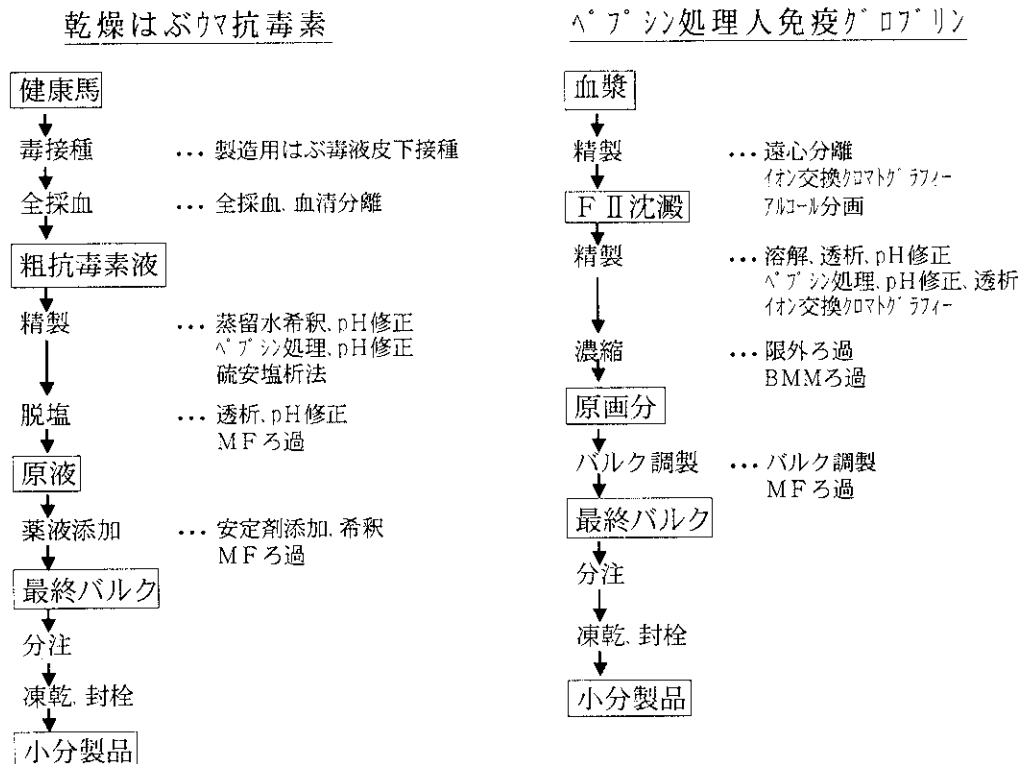 乾燥はぶウマ抗毒素
健康馬
毒接種 … 製造用はぶ毒液皮下接種
全採血 … 全採血、血清分離
粗抗毒素液
精製 … 蒸留水希釈、pH修正
ﾍﾟﾌﾟｼﾝ処理、pH修正
硫安塩析法
脱塩 … 透析、pH修正
ＭＦろ過
原液
薬液添加 … 安定剤添加、希釈
ＭＦろ過
最終バルク
分注
凍乾、封栓
小分製品
ﾍﾟﾌﾟｼﾝ処理人免疫ｸﾞﾛﾌﾞﾘﾝ
血漿
精製 … 遠心分離
ｲｵﾝ交換ｸﾛﾏﾄｸﾞﾗﾌｨｰ
ｱﾙｺｰﾙ分画
ＦⅡ沈澱
精製 … 溶解、透析、pH修正
ﾍﾟﾌﾟｼﾝ処理、pH修正、透析
ｲｵﾝ交換ｸﾛﾏﾄｸﾞﾗﾌｨｰ
濃縮 … 限外ろ過
BMMろ過
原画分
バルク調製 … バルク調製
ＭＦろ過
最終バルク
分注
凍乾、封栓
小分製品